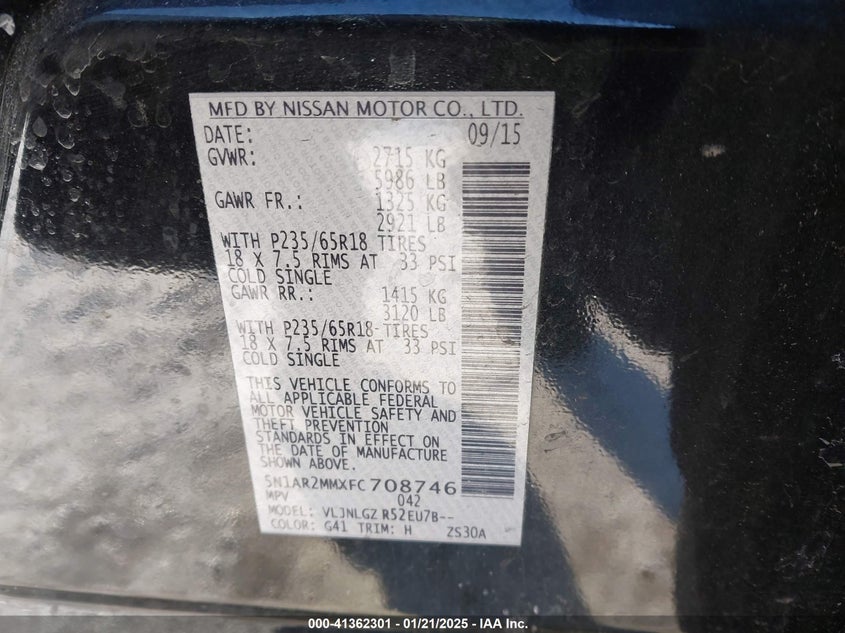 MFD BY NISSAN MOTOR CO., LTD.
DATE: 09/15
GVWR: 2715 KG
5986 LB
GAWR FR.: 1325 KG
2921 LB
WITH P235/65R18 TIRES
18 X 7.5 RIMS AT 33 PSI
COLD SINGLE
GAWR RR.: 1415 KG
3120 LB
WITH P235/65R18 TIRES
18 X 7.5 RIMS AT 33 PSI
COLD SINGLE
THIS VEHICLE CONFORMS TO
ALL APPLICABLE FEDERAL
MOTOR VEHICLE SAFETY AND
THEFT PREVENTION
STANDARDS IN EFFECT ON
THE DATE OF MANUFACTURE
SHOWN ABOVE.
5N1AR2MMXFC708746
MPV 042
MODEL: VLJNLGZ R52EU7B--
COLOR: G41 TRIM: H ZS30A
000-41362301 — 01/21/2025 - IAA Inc.